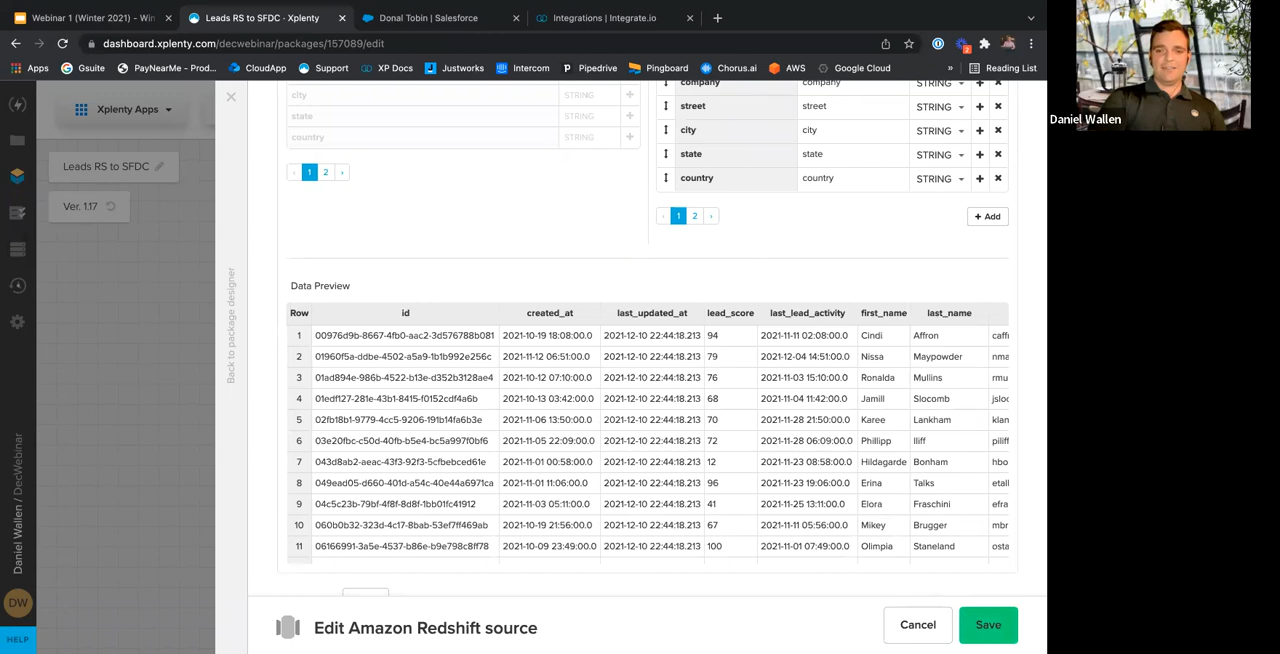 Webinar 1 (Winter 2021) - Win
Leads RS to SFDC · Xplenty
Donal Tobin | Salesforce
Integrations | Integrate.io
dashboard.xplenty.com/decwebinar/packages/157089/edit
Apps Gsuite PayNearMe - Prod... CloudApp Support XP Docs Justworks Intercom Pipedrive Pingboard Chorus.ai AWS Google Cloud » Reading List
Xplenty Apps
Leads RS to SFDC
Ver. 1.17
Back to package designer
Daniel Wallen / DecWebinar
DW
HELP
city STRING
state STRING
country STRING
1 2
company company STRING
street street STRING
city city STRING
state state STRING
country country STRING
1 2
+ Add
Data Preview
Row id created_at last_updated_at lead_score last_lead_activity first_name last_name
1 00976d9b-8667-4fb0-aac2-3d576788b081 2021-10-19 18:08:00.0 2021-12-10 22:44:18.213 94 2021-11-11 02:08:00.0 Cindi Affron caffr
2 01960f5a-ddbe-4502-a5a9-1b1b992e256c 2021-11-12 06:51:00.0 2021-12-10 22:44:18.213 79 2021-12-04 14:51:00.0 Nissa Maypowder nma
3 01ad894e-986b-4522-b13e-d352b3128ae4 2021-10-12 07:10:00.0 2021-12-10 22:44:18.213 76 2021-11-03 15:10:00.0 Ronalda Mullins rmu
4 01edf127-281e-43b1-8415-f0152cdf4a6b 2021-10-13 03:42:00.0 2021-12-10 22:44:18.213 68 2021-11-04 11:42:00.0 Jamill Slocomb jsloc
5 02fb18b1-9779-4cc5-9206-191b14fa6b3e 2021-11-06 13:50:00.0 2021-12-10 22:44:18.213 70 2021-11-28 21:50:00.0 Karee Lankham klan
6 03e20fbc-c50d-40fb-b5e4-bc5a997f0bf6 2021-11-05 22:09:00.0 2021-12-10 22:44:18.213 72 2021-11-28 06:09:00.0 Phillipp Iliff piliff
7 043d8ab2-aeac-43f3-92f3-5cfbebced61e 2021-11-01 00:58:00.0 2021-12-10 22:44:18.213 12 2021-11-23 08:58:00.0 Hildagarde Bonham hbo
8 049ead05-d660-401d-a54c-40e44a6971ca 2021-11-01 11:06:00.0 2021-12-10 22:44:18.213 96 2021-11-23 19:06:00.0 Erina Talks etall
9 04c5c23b-79bf-4f8f-8d8f-1bb01fc41912 2021-11-03 05:11:00.0 2021-12-10 22:44:18.213 41 2021-11-25 13:11:00.0 Elora Fraschini efra
10 060b0b32-323d-4c17-8bab-53ef7ff469ab 2021-10-19 21:56:00.0 2021-12-10 22:44:18.213 67 2021-11-11 05:56:00.0 Mikey Brugger mbr
11 06166991-3a5e-4537-b86e-b9e798c8ff78 2021-10-09 23:49:00.0 2021-12-10 22:44:18.213 100 2021-11-01 07:49:00.0 Olimpia Staneland osta
Edit Amazon Redshift source
Cancel
Save
Daniel Wallen